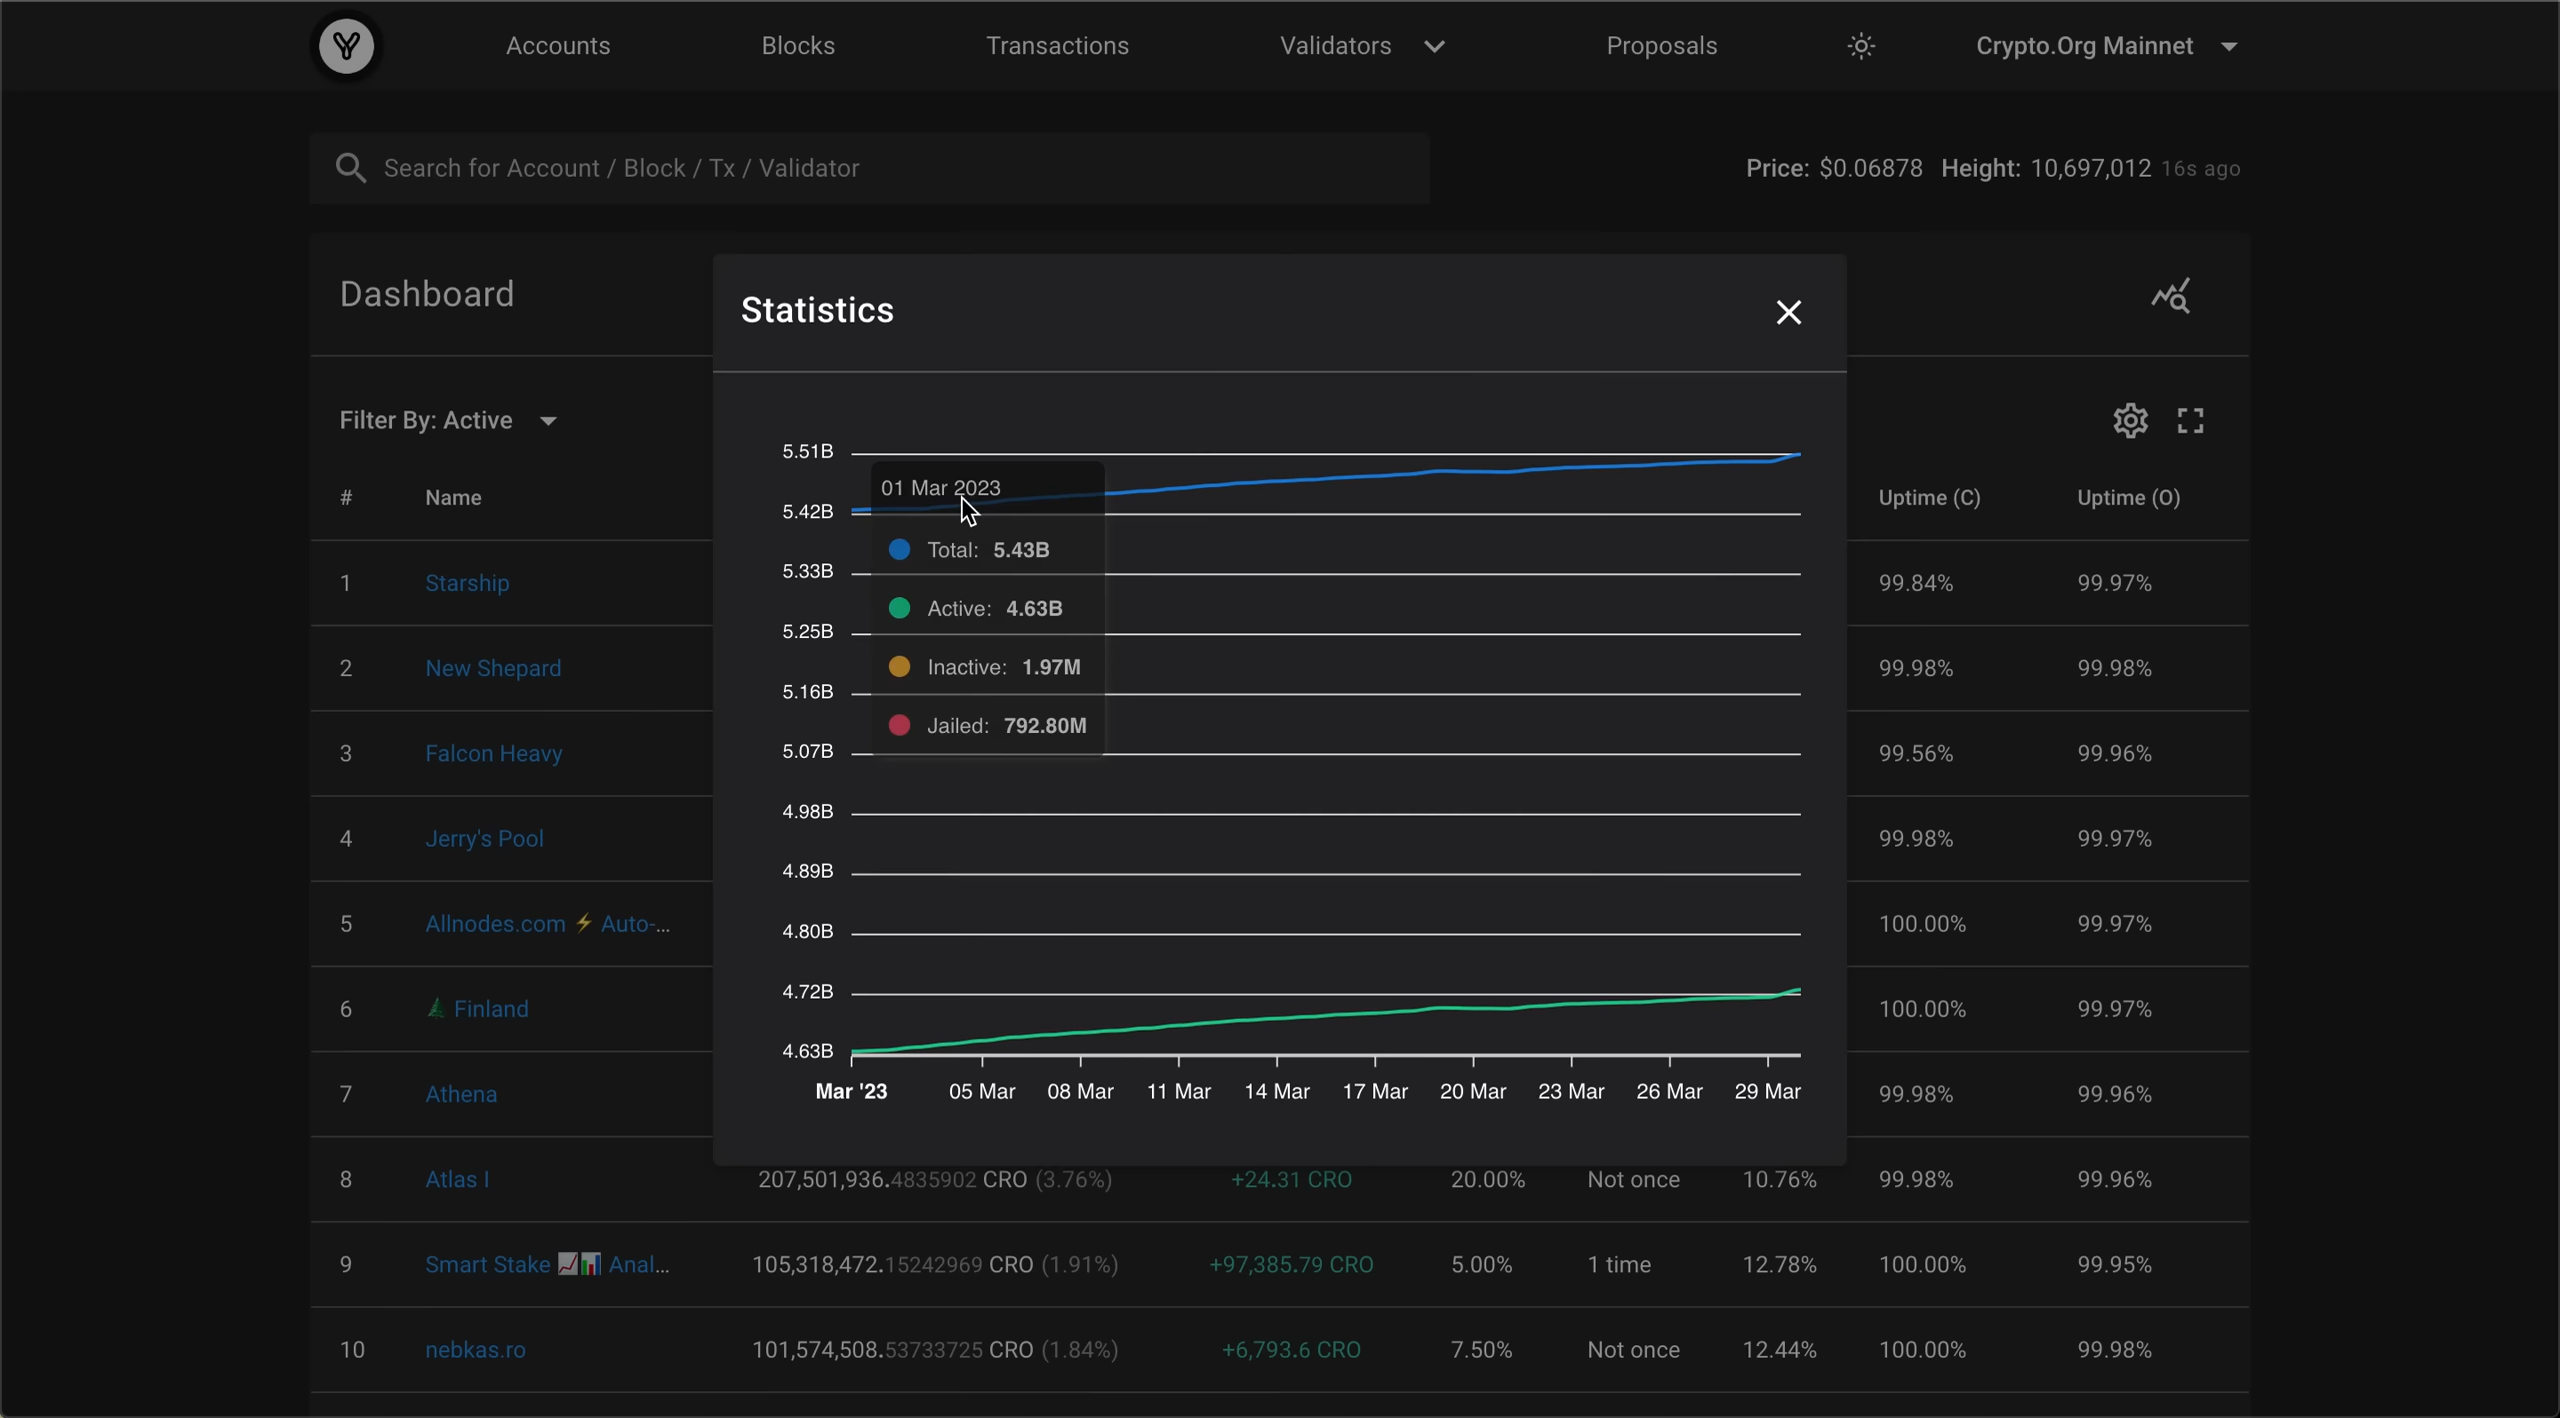 Accounts Blocks Transactions Validators Proposals Crypto.Org Mainnet
Search for Account / Block / Tx / Validator
Price: $0.06878 Height: 10,697,012 16s ago
Dashboard
Statistics
Filter By: Active
# Name Uptime (C) Uptime (O)
1 Starship 99.84% 99.97%
2 New Shepard 99.98% 99.98%
3 Falcon Heavy 99.56% 99.96%
4 Jerry's Pool 99.98% 99.97%
5 Allnodes.com ⚡ Auto-... 100.00% 99.97%
6 🌲 Finland 100.00% 99.97%
7 Athena 99.98% 99.96%
8 Atlas I 207,501,936.4835902 CRO (3.76%) +24.31 CRO 20.00% Not once 10.76% 99.98% 99.96%
9 Smart Stake 📈📊 Anal... 105,318,472.15242969 CRO (1.91%) +97,385.79 CRO 5.00% 1 time 12.78% 100.00% 99.95%
10 nebkas.ro 101,574,508.53733725 CRO (1.84%) +6,793.6 CRO 7.50% Not once 12.44% 100.00% 99.98%
5.51B
5.42B
5.33B
5.25B
5.16B
5.07B
4.98B
4.89B
4.80B
4.72B
4.63B
01 Mar 2023
Total: 5.43B
Active: 4.63B
Inactive: 1.97M
Jailed: 792.80M
Mar '23 05 Mar 08 Mar 11 Mar 14 Mar 17 Mar 20 Mar 23 Mar 26 Mar 29 Mar